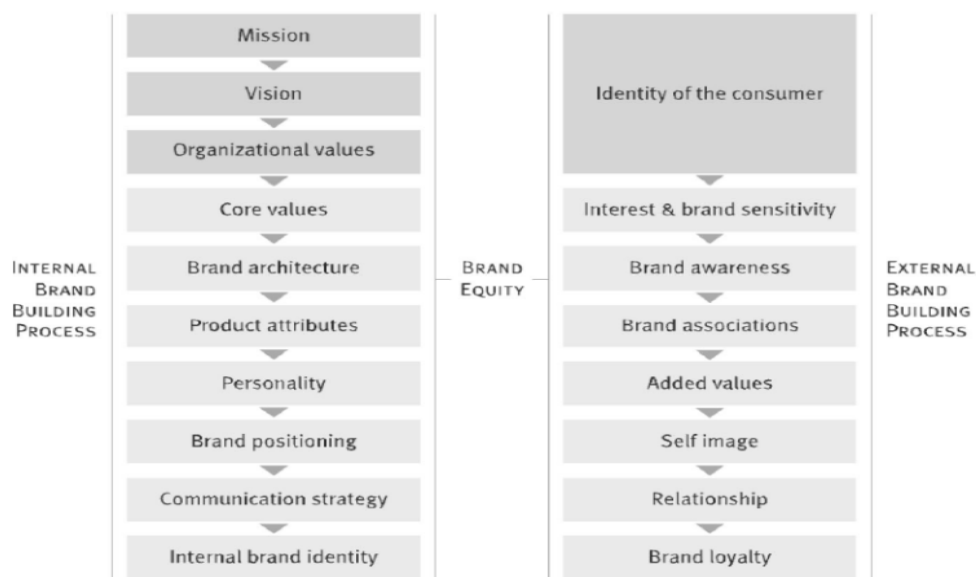 Mission
Vision
Organizational values
Core values
Brand architecture
Product attributes
Personality
Brand positioning
Communication strategy
Internal brand identity
INTERNAL
BRAND
BUILDING
PROCESS
BRAND
EQUITY
Identity of the consumer
Interest & brand sensitivity
Brand awareness
Brand associations
Added values
Self image
Relationship
Brand loyalty
EXTERNAL
BRAND
BUILDING
PROCESS